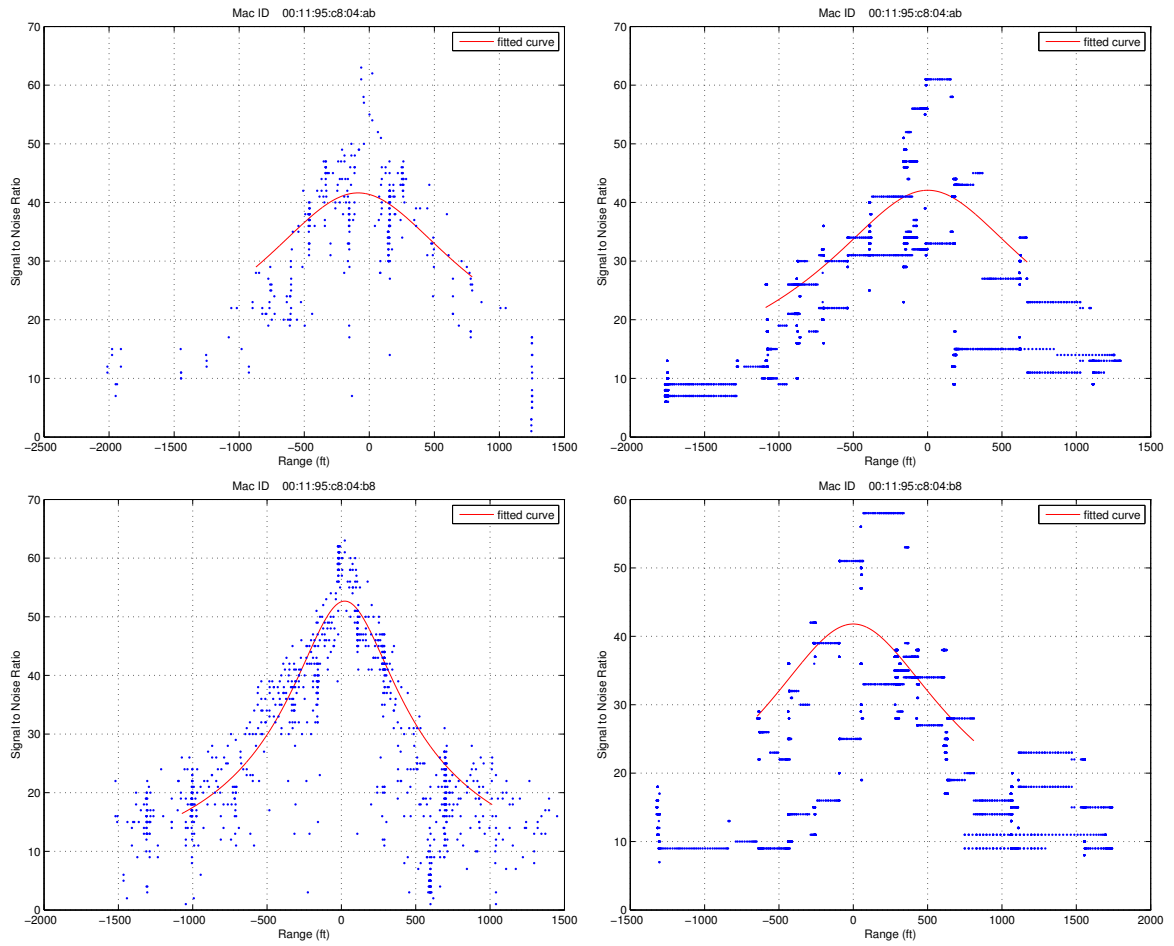 Mac ID 00:11:95:c8:04:ab
fitted curve
Signal to Noise Ratio
70
60
50
40
30
20
10
0
−2500 −2000 −1500 −1000 −500 0 500 1000 1500
Range (ft)
Mac ID 00:11:95:c8:04:ab
fitted curve
Signal to Noise Ratio
70
60
50
40
30
20
10
0
−2000 −1500 −1000 −500 0 500 1000 1500
Range (ft)
Mac ID 00:11:95:c8:04:b8
fitted curve
Signal to Noise Ratio
70
60
50
40
30
20
10
0
−2000 −1500 −1000 −500 0 500 1000 1500
Range (ft)
Mac ID 00:11:95:c8:04:b8
fitted curve
Signal to Noise Ratio
60
50
40
30
20
10
0
−1500 −1000 −500 0 500 1000 1500 2000
Range (ft)